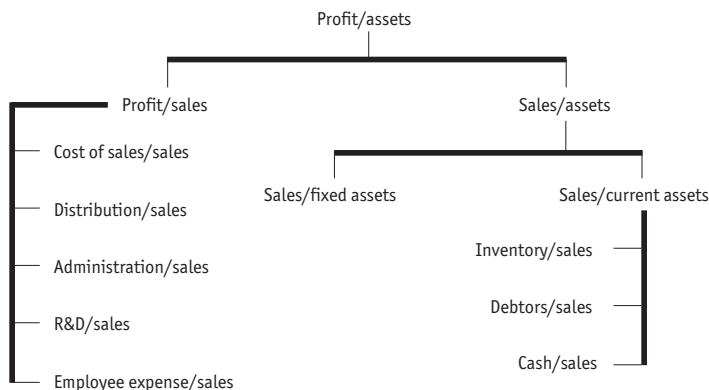 Profit/assets
Profit/sales
Sales/assets
Cost of sales/sales
Distribution/sales
Administration/sales
R&D/sales
Employee expense/sales
Sales/fixed assets
Sales/current assets
Inventory/sales
Debtors/sales
Cash/sales